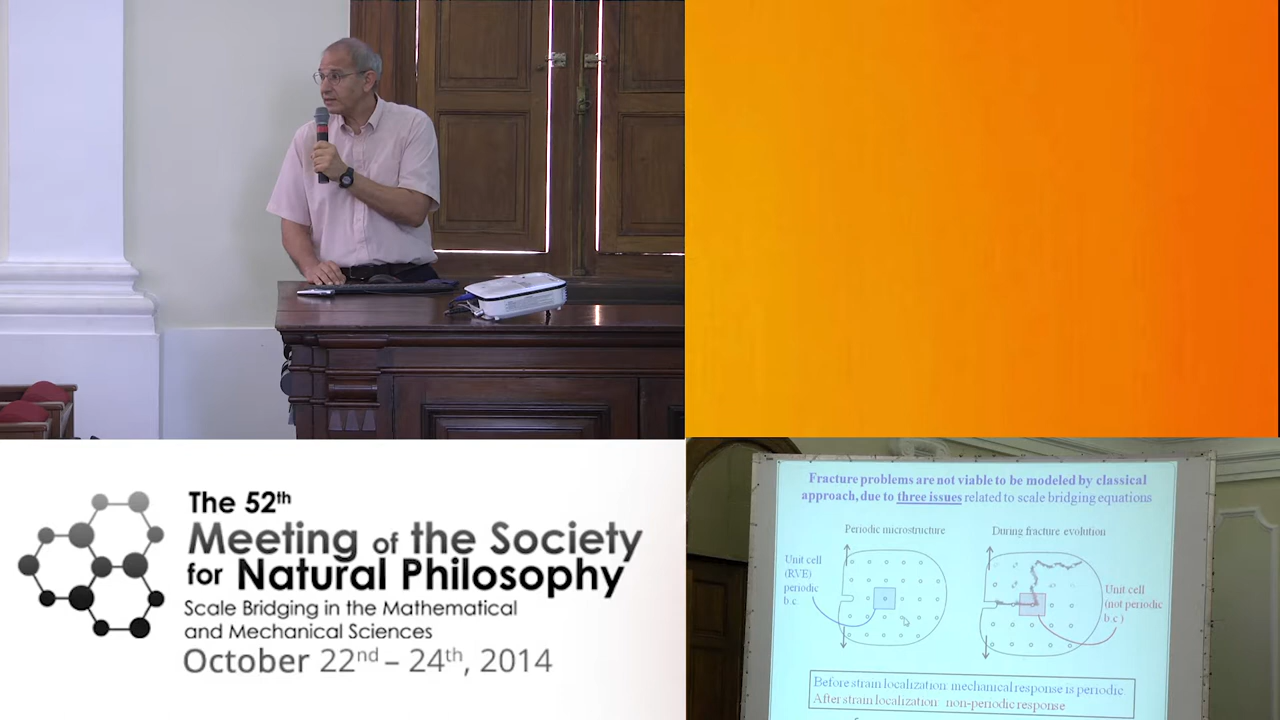 The 52th
Meeting of the Society
for Natural Philosophy
Scale Bridging in the Mathematical
and Mechanical Sciences
October 22nd – 24th, 2014
Fracture problems are not viable to be modeled by classical
approach, due to three issues related to scale bridging equations
Periodic microstructure
During fracture evolution
Unit cell
(RVE)
periodic
b.c.
Unit cell
(not periodic
b.c.)
Before strain localization: mechanical response is periodic.
After strain localization: non-periodic response